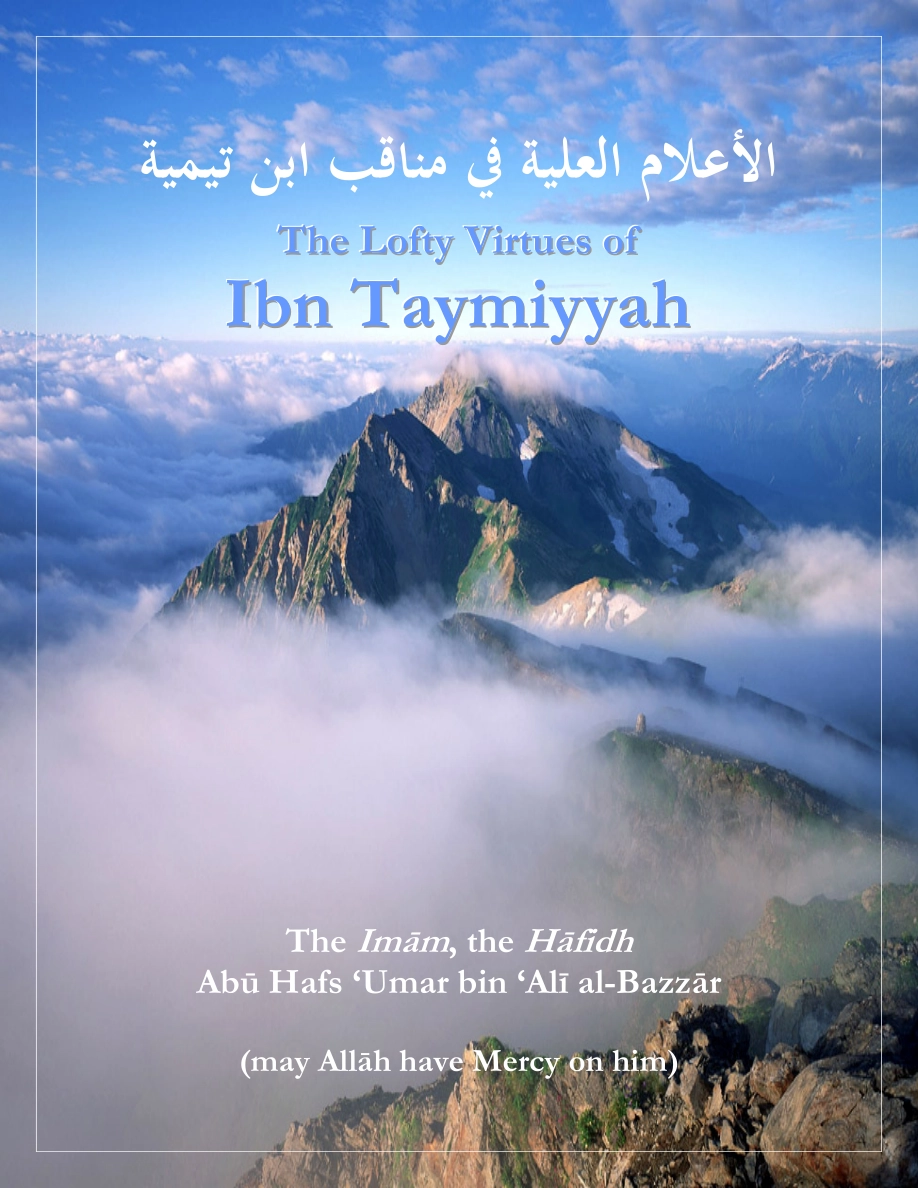 الأعلام العلية في مناقب ابن تيمية
The Lofty Virtues of
Ibn Taymiyyah
The Imām, the Hāfidh
Abū Hafs ‘Umar bin ‘Alī al-Bazzār
(may Allāh have Mercy on him)